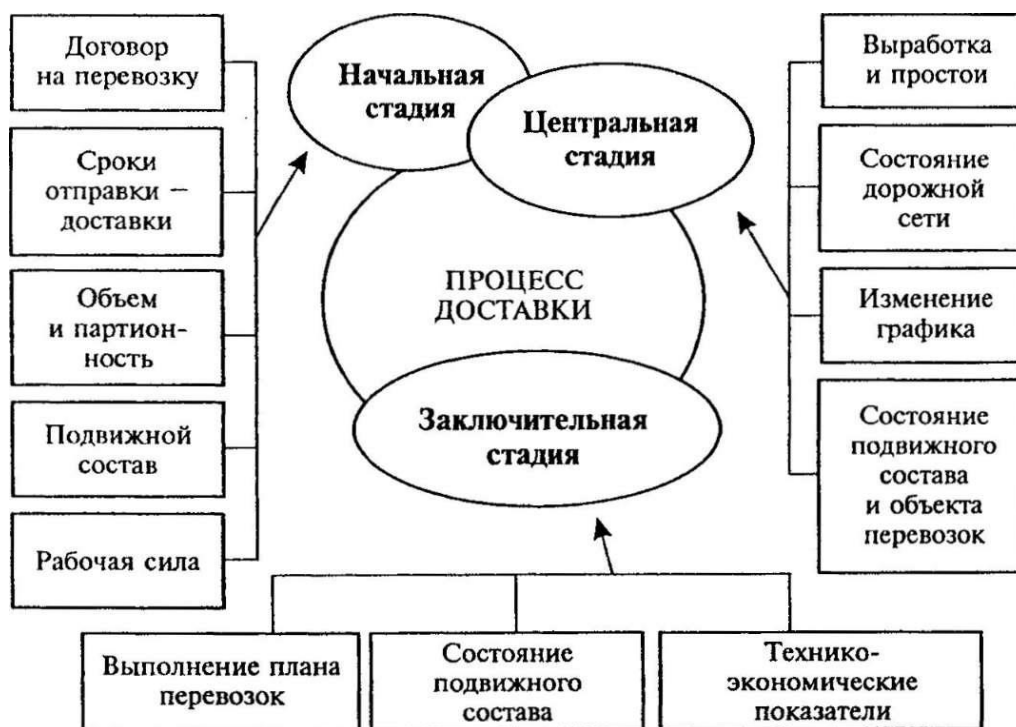 Договор
на перевозку
Сроки
отправки –
доставки
Объем
и партион-
ность
Подвижной
состав
Рабочая сила
Начальная
стадия
Центральная
стадия
ПРОЦЕСС
ДОСТАВКИ
Заключительная
стадия
Выработка
и простои
Состояние
дорожной
сети
Изменение
графика
Состояние
подвижного
состава
и объекта
перевозок
Выполнение плана
перевозок
Состояние
подвижного
состава
Технико-
экономические
показатели